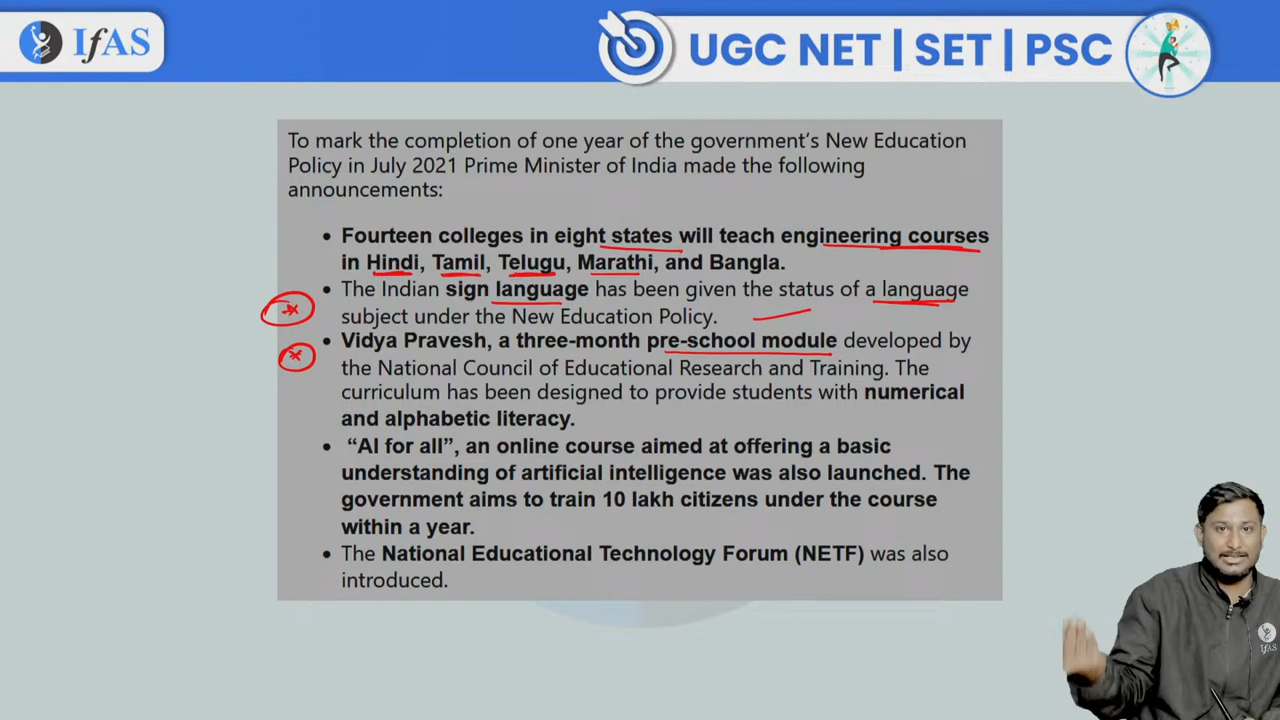 IfAS
UGC NET | SET | PSC
To mark the completion of one year of the government's New Education
Policy in July 2021 Prime Minister of India made the following
announcements:
• Fourteen colleges in eight states will teach engineering courses
in Hindi, Tamil, Telugu, Marathi, and Bangla.
• The Indian sign language has been given the status of a language
subject under the New Education Policy.
• Vidya Pravesh, a three-month pre-school module developed by
the National Council of Educational Research and Training. The
curriculum has been designed to provide students with numerical
and alphabetic literacy.
• “AI for all”, an online course aimed at offering a basic
understanding of artificial intelligence was also launched. The
government aims to train 10 lakh citizens under the course
within a year.
• The National Educational Technology Forum (NETF) was also
introduced.
IfAS